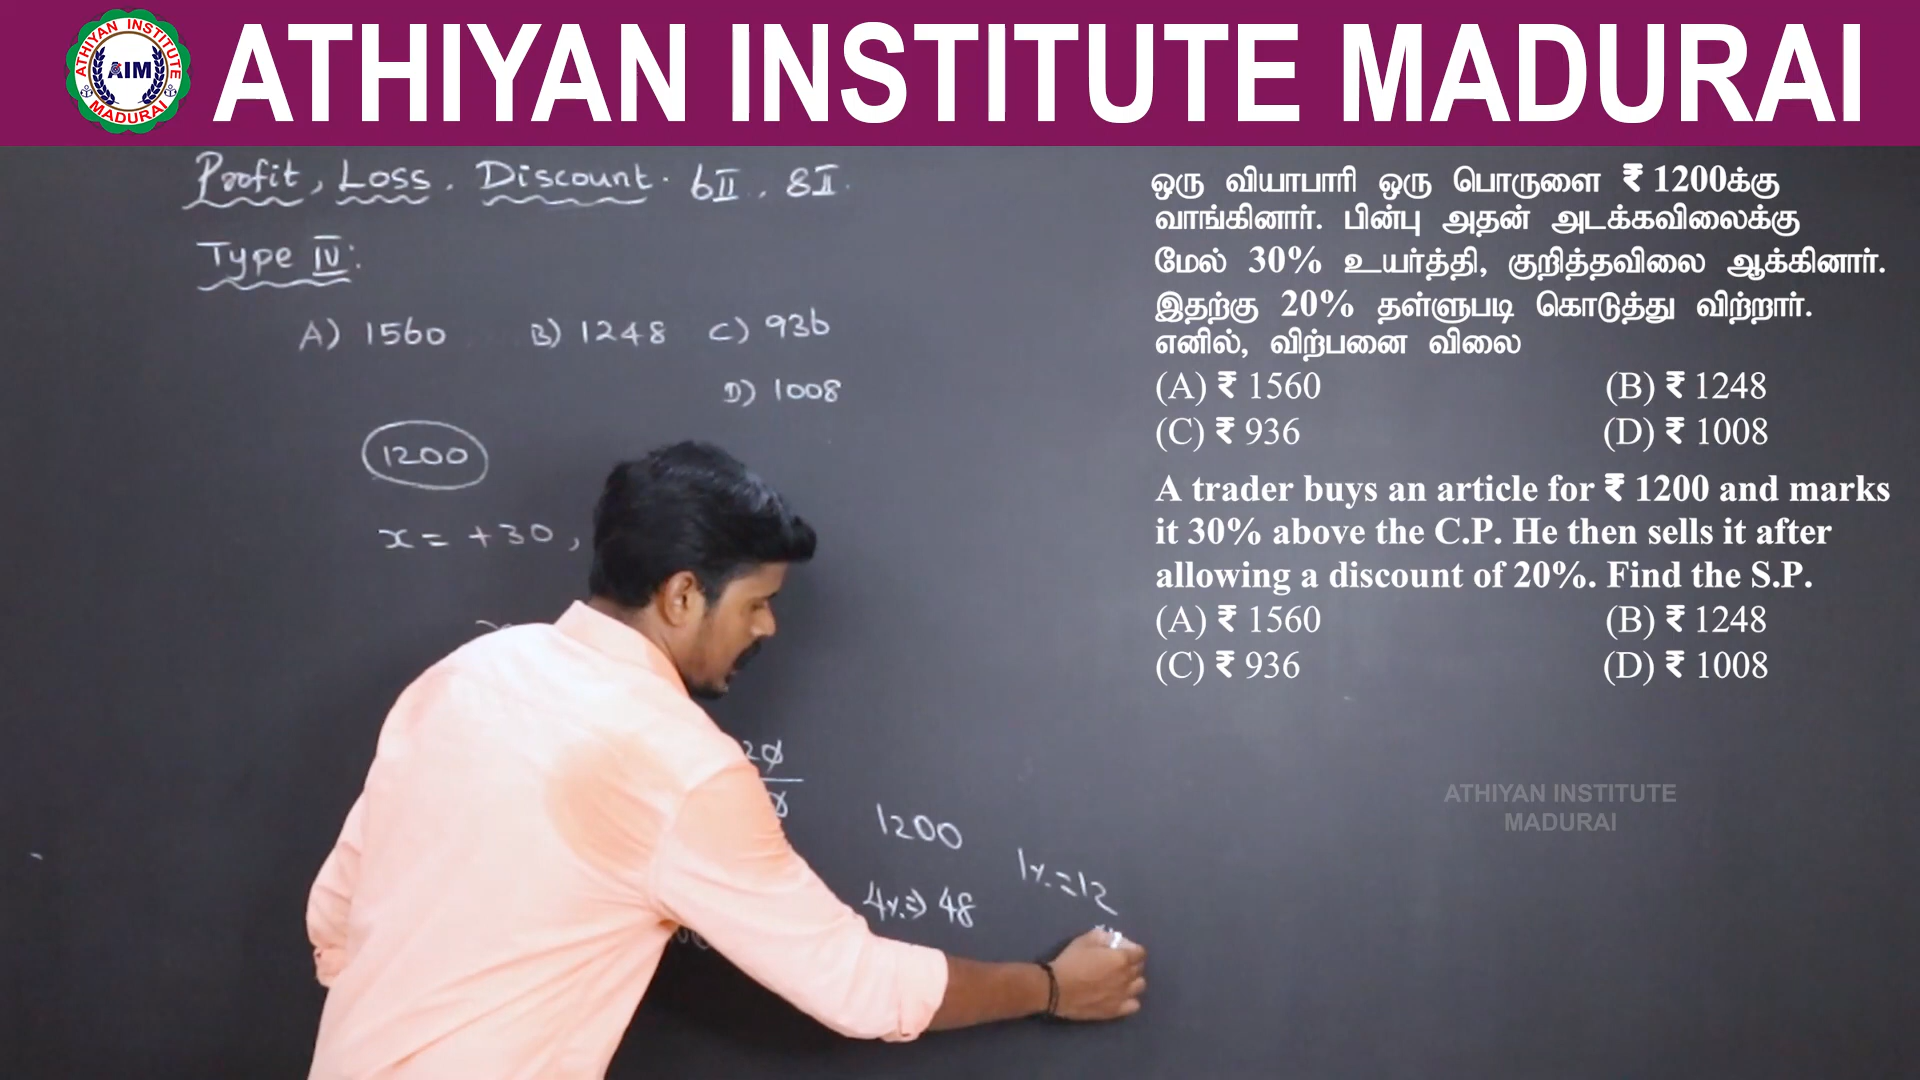 ATHIYAN INSTITUTE
AIM
MADURAI
ATHIYAN INSTITUTE MADURAI
Profit, Loss. Discount. 6II, 8I.
Type IV:
A) 1560 B) 1248 C) 936
D) 1008
1200
x = +30,
20
1200
1%=12
4%⇒ 48
ஒரு வியாபாரி ஒரு பொருளை ₹ 1200க்கு
வாங்கினார். பின்பு அதன் அடக்கவிலைக்கு
மேல் 30% உயர்த்தி, குறித்தவிலை ஆக்கினார்.
இதற்கு 20% தள்ளுபடி கொடுத்து விற்றார்.
எனில், விற்பனை விலை
(A) ₹ 1560 (B) ₹ 1248
(C) ₹ 936 (D) ₹ 1008
A trader buys an article for ₹ 1200 and marks
it 30% above the C.P. He then sells it after
allowing a discount of 20%. Find the S.P.
(A) ₹ 1560 (B) ₹ 1248
(C) ₹ 936 (D) ₹ 1008
ATHIYAN INSTITUTE
MADURAI